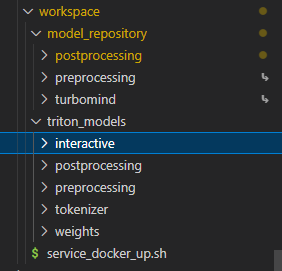 workspace
model_repository
postprocessing
preprocessing
turbomind
triton_models
interactive
postprocessing
preprocessing
tokenizer
weights
$ service_docker_up.sh